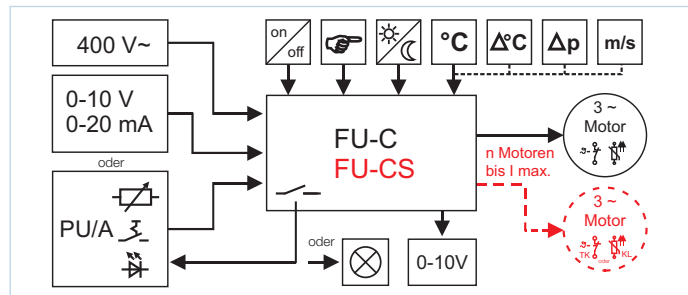 400 V~
on
off
°C
Δ°C
Δp
m/s
0-10 V
0-20 mA
oder
PU/A
FU-C
FU-CS
3 ~
Motor
n Motoren
bis I max.
3 ~
Motor
TK
oder
KL
oder
0-10V